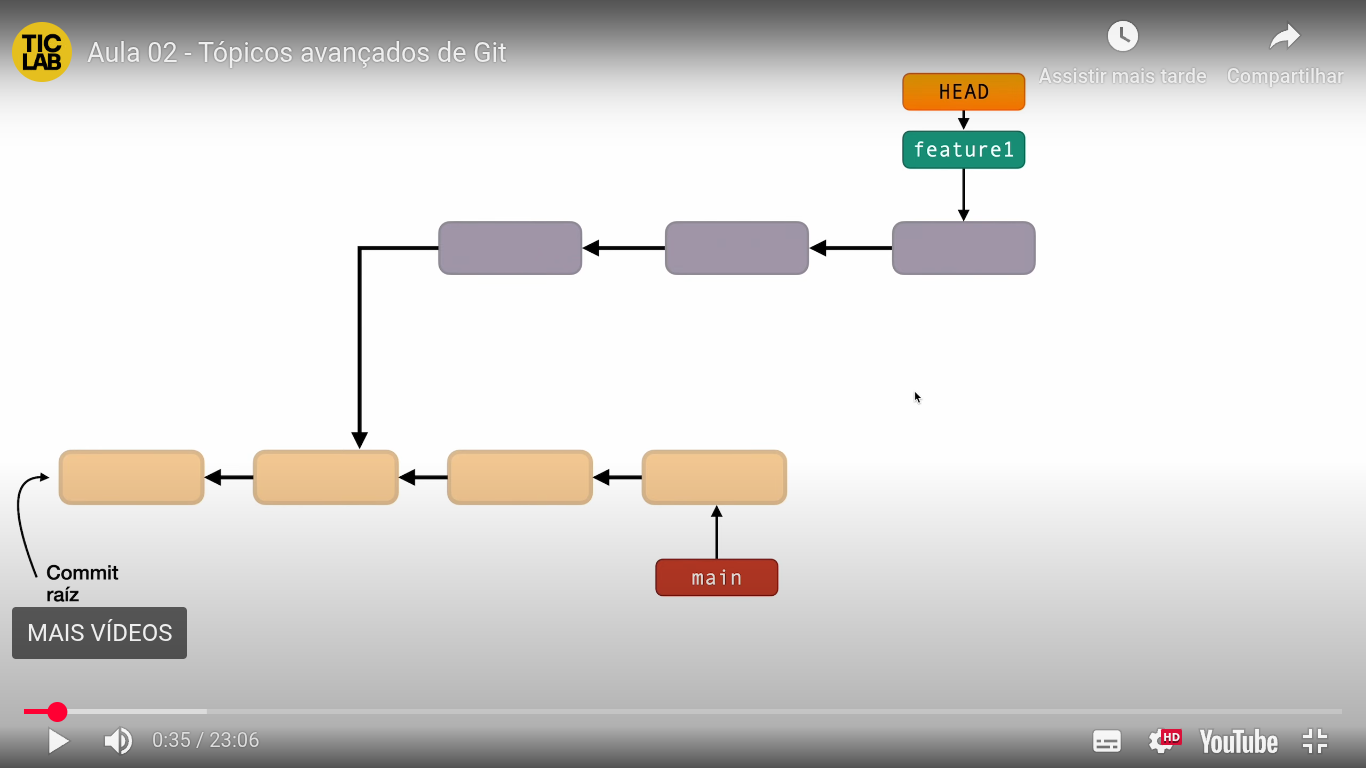 TIC
LAB
Aula 02 - Tópicos avançados de Git
Assistir mais tarde
Compartilhar
HEAD
feature1
Commit
raíz
main
MAIS VÍDEOS
0:35 / 23:06
HD
YouTube